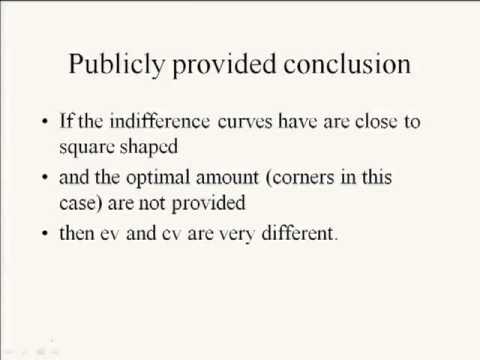 Publicly provided conclusion
• If the indifference curves have are close to
square shaped
• and the optimal amount (corners in this
case) are not provided
• then ev and cv are very different.